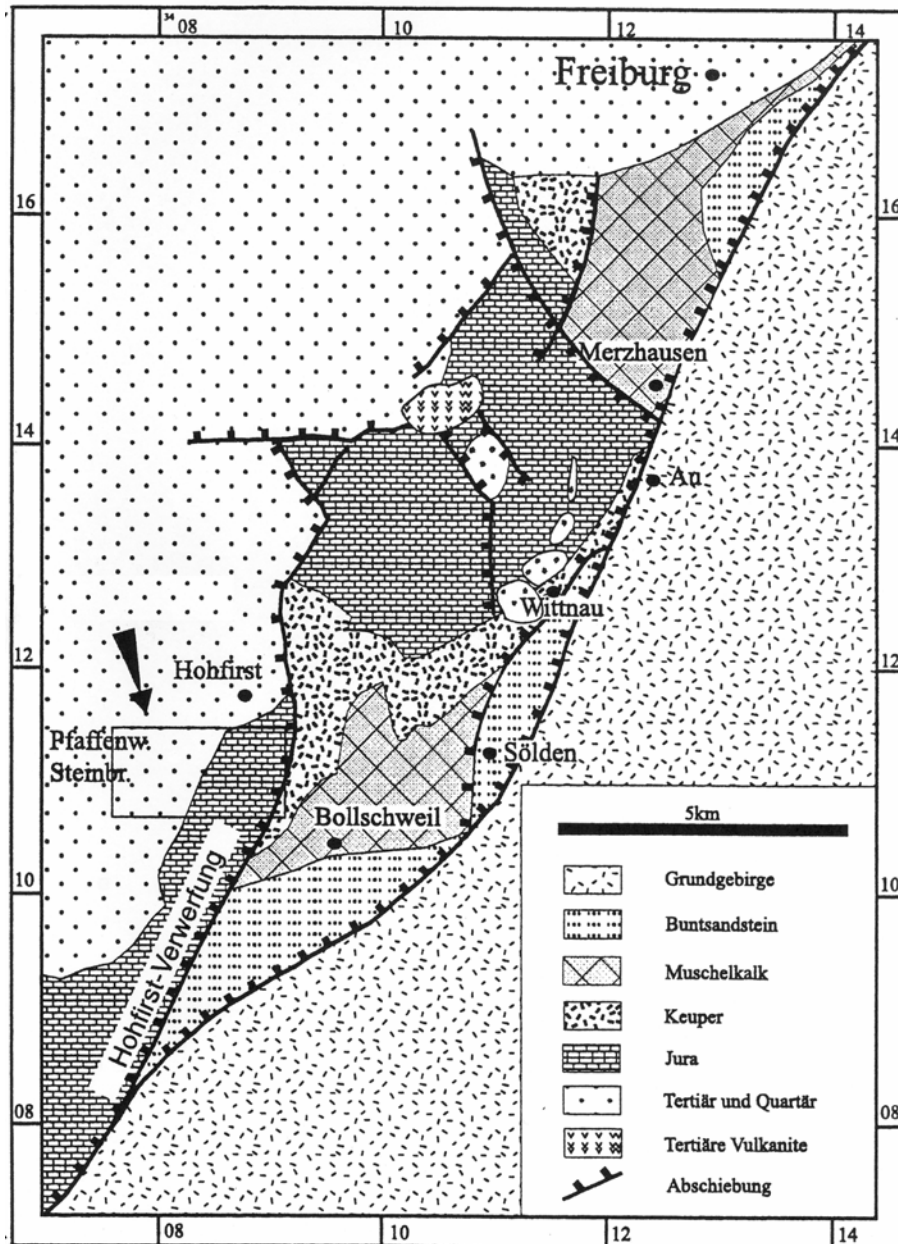 34
08 10 12 14
Freiburg
16 16
Merzhausen
14 14
Au
Wittnau
12 12
Hohfirst
Pfaffenw.
Steinbr.
Sölden
Bollschweil
5km
10 10
Hohfirst-Verwerfung
Grundgebirge
Buntsandstein
Muschelkalk
Keuper
Jura
Tertiär und Quartär
08 08
Tertiäre Vulkanite
Abschiebung
08 10 12 14